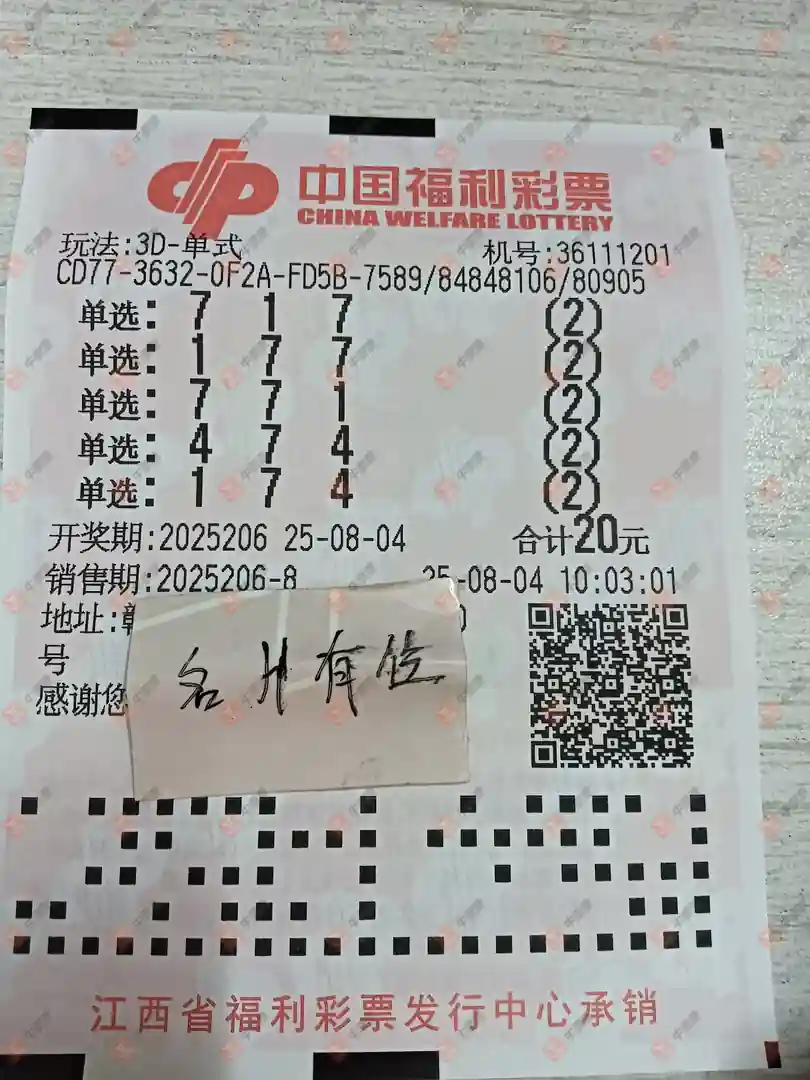 中国福利彩票
CHINA WELFARE LOTTERY
玩法:3D-单式 机号:36111201
CD77-3632-0F2A-FD5B-7589/84848106/80905
单选: 7 1 7 (2)
单选: 1 7 7 (2)
单选: 7 7 1 (2)
单选: 4 7 4 (2)
单选: 1 7 4 (2)
开奖期:2025206 25-08-04 合计20元
销售期:2025206-8 25-08-04 10:03:01
地址:赣
号
感谢您
名片有位
江西省福利彩票发行中心承销